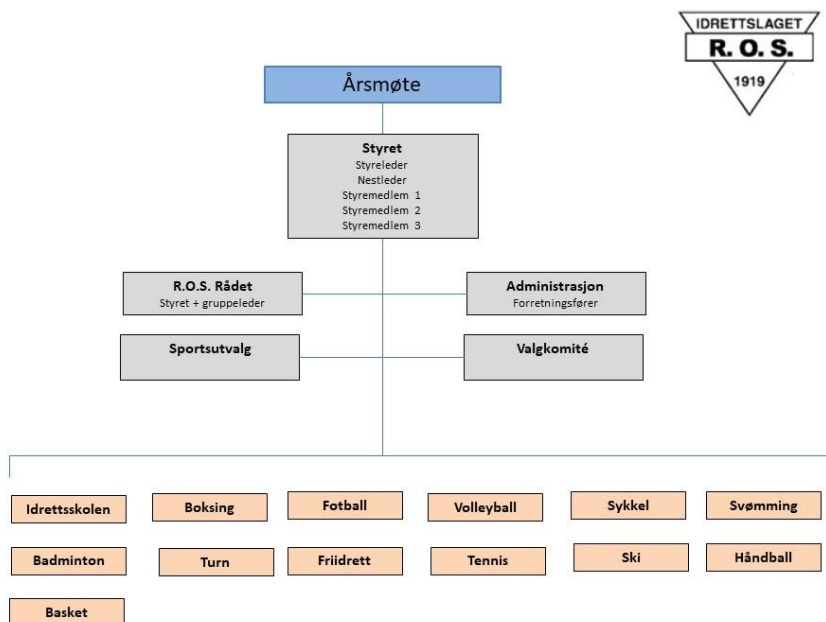 IDRETTSLAGET
R. O. S.
1919
Årsmøte
Styret
Styreleder
Nestleder
Styremedlem 1
Styremedlem 2
Styremedlem 3
R.O.S. Rådet
Styret + gruppeleder
Administrasjon
Forretningsfører
Sportsutvalg
Valgkomité
Idrettsskolen
Boksing
Fotball
Volleyball
Sykkel
Svømming
Badminton
Turn
Friidrett
Tennis
Ski
Håndball
Basket